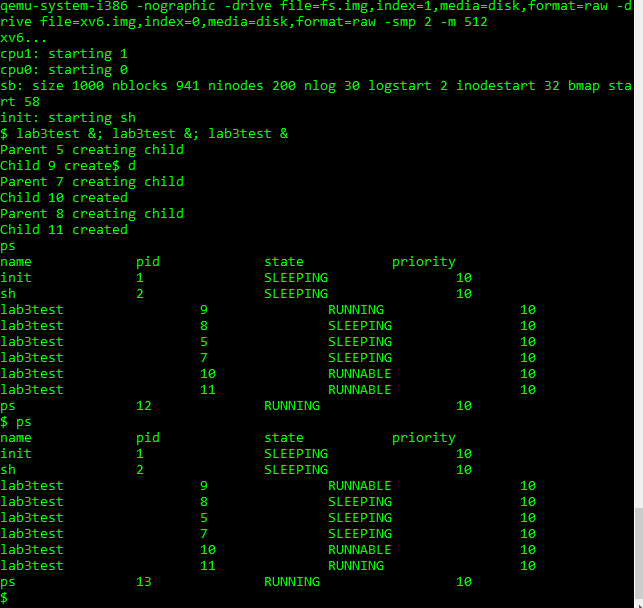 qemu-system-i386 -nographic -drive file=fs.img,index=1,media=disk,format=raw -d
rive file=xv6.img,index=0,media=disk,format=raw -smp 2 -m 512
xv6...
cpu1: starting 1
cpu0: starting 0
sb: size 1000 nblocks 941 ninodes 200 nlog 30 logstart 2 inodestart 32 bmap sta
rt 58
init: starting sh
$ lab3test &; lab3test &; lab3test &
Parent 5 creating child
Child 9 create$ d
Parent 7 creating child
Child 10 created
Parent 8 creating child
Child 11 created
ps
name pid state priority
init 1 SLEEPING 10
sh 2 SLEEPING 10
lab3test 9 RUNNING 10
lab3test 8 SLEEPING 10
lab3test 5 SLEEPING 10
lab3test 7 SLEEPING 10
lab3test 10 RUNNABLE 10
lab3test 11 RUNNABLE 10
ps 12 RUNNING 10
$ ps
name pid state priority
init 1 SLEEPING 10
sh 2 SLEEPING 10
lab3test 9 RUNNABLE 10
lab3test 8 SLEEPING 10
lab3test 5 SLEEPING 10
lab3test 7 SLEEPING 10
lab3test 10 RUNNABLE 10
lab3test 11 RUNNING 10
ps 13 RUNNING 10
$